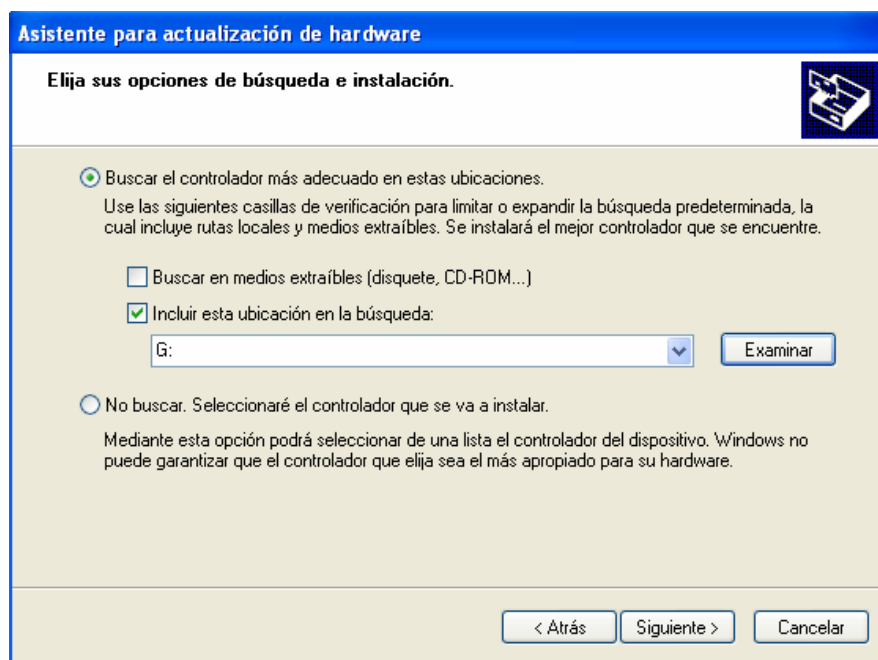 Asistente para actualización de hardware
Elija sus opciones de búsqueda e instalación.
Buscar el controlador más adecuado en estas ubicaciones.
Use las siguientes casillas de verificación para limitar o expandir la búsqueda predeterminada, la
cual incluye rutas locales y medios extraíbles. Se instalará el mejor controlador que se encuentre.
Buscar en medios extraíbles (disquete, CD-ROM...)
Incluir esta ubicación en la búsqueda:
G:
Examinar
No buscar. Seleccionaré el controlador que se va a instalar.
Mediante esta opción podrá seleccionar de una lista el controlador del dispositivo. Windows no
puede garantizar que el controlador que elija sea el más apropiado para su hardware.
< Atrás Siguiente > Cancelar